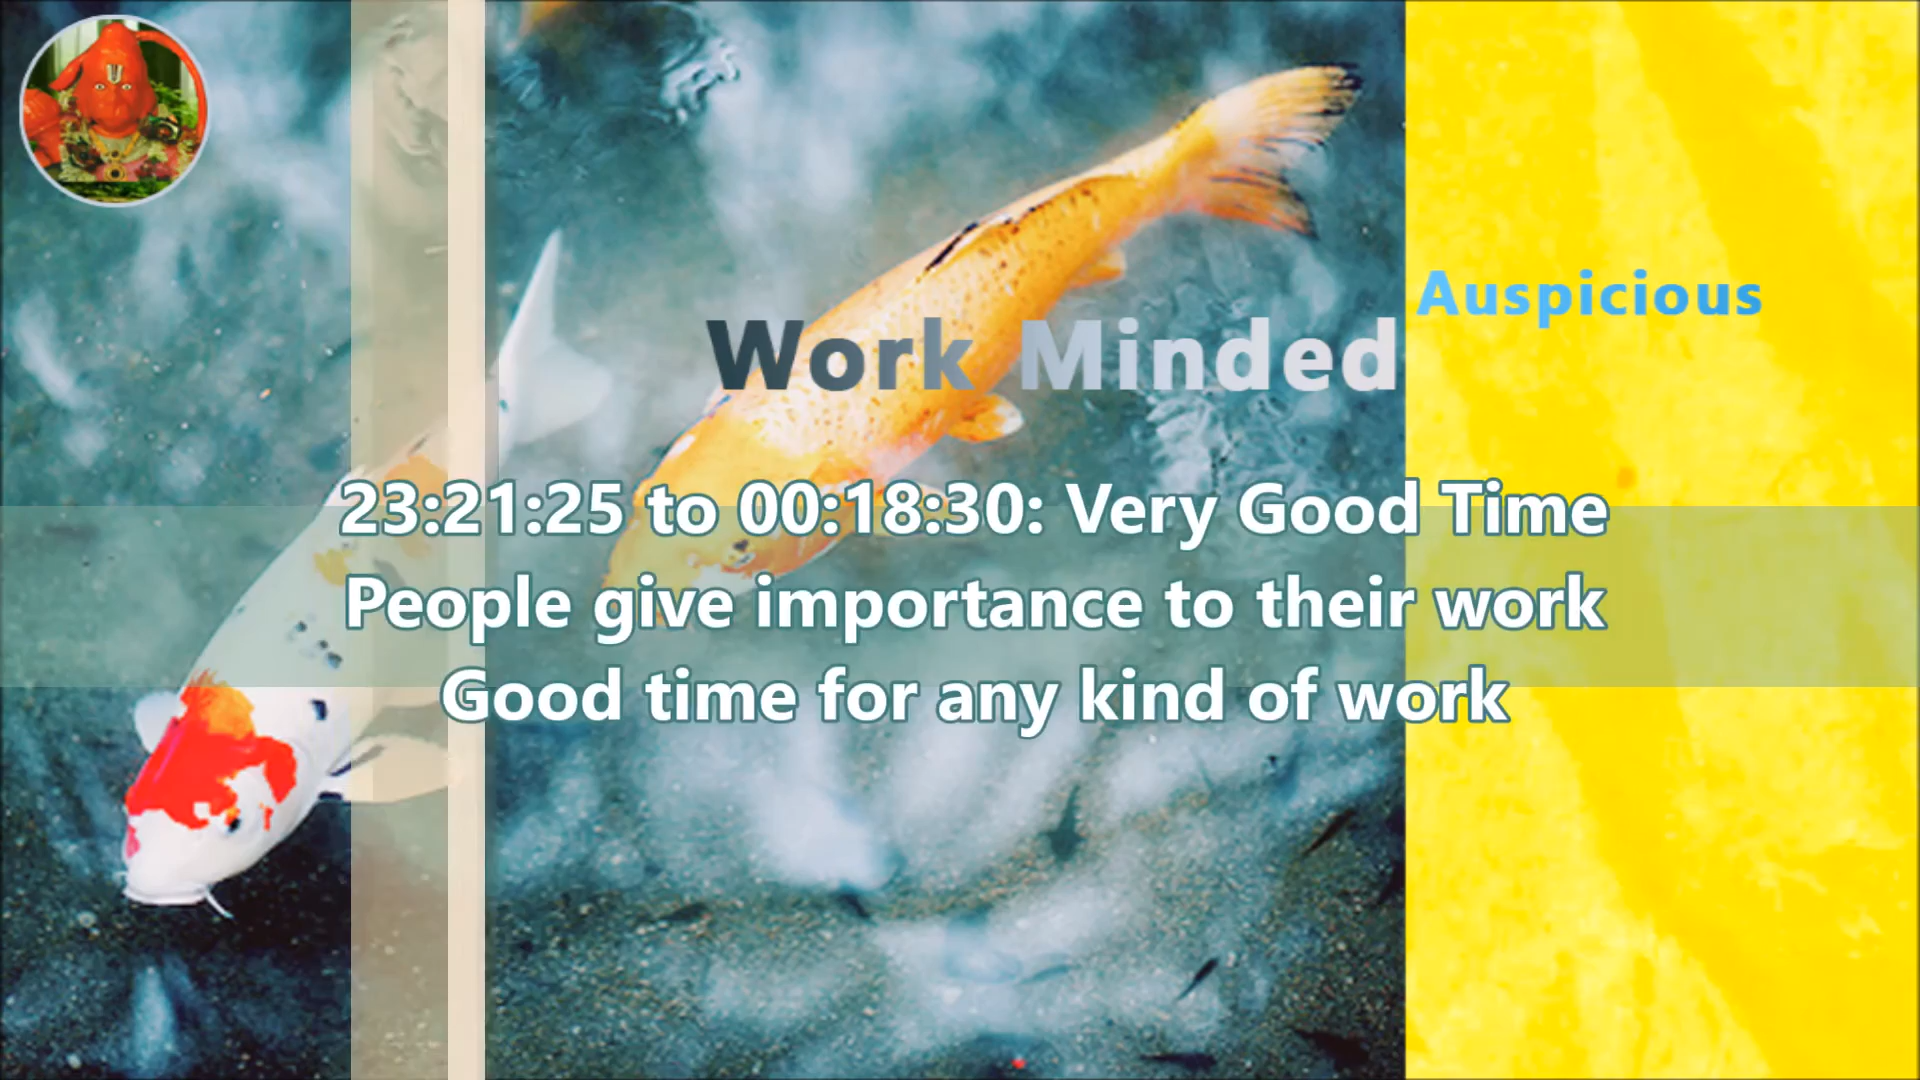 Auspicious
Work Minded
23:21:25 to 00:18:30: Very Good Time
People give importance to their work
Good time for any kind of work